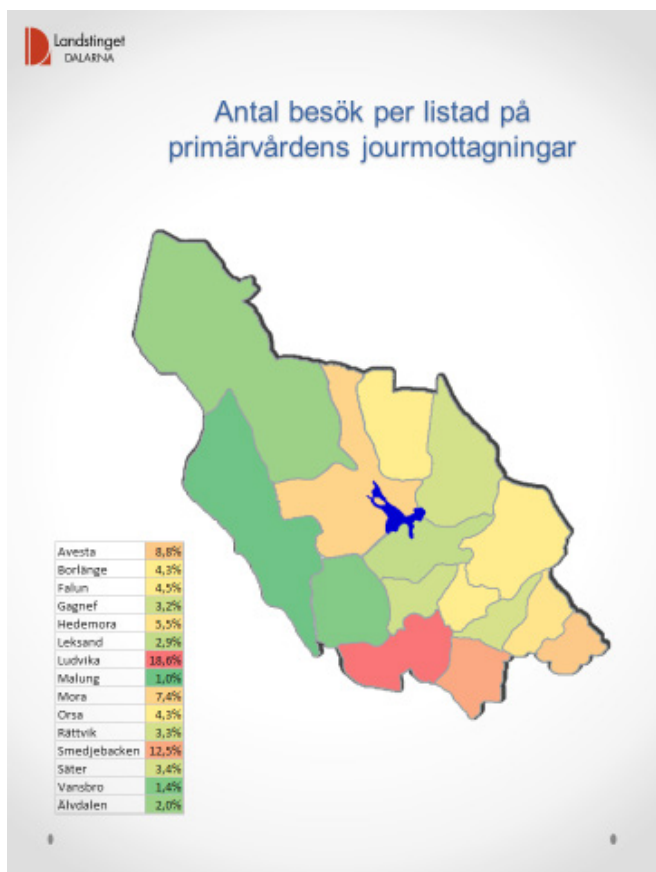 Landstinget
DALARNA
Antal besök per listad på
primärvårdens jourmottagningar
Avesta 8,8%
Borlänge 4,3%
Falun 4,5%
Gagnef 3,2%
Hedemora 5,5%
Leksand 2,9%
Ludvika 18,6%
Malung 1,0%
Mora 7,4%
Orsa 4,3%
Rättvik 3,3%
Smedjebacken 12,5%
Säter 3,4%
Vansbro 1,4%
Älvdalen 2,0%